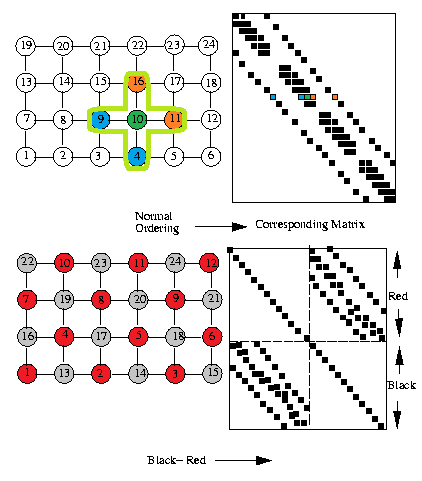 19 20 21 22 23 24
13 14 15 16 17 18
7 8 9 10 11 12
1 2 3 4 5 6
Normal
Ordering
Corresponding Matrix
22 10 23 11 24 12
7 19 8 20 9 21
16 4 17 5 18 6
1 13 2 14 3 15
Red
Black
Black-Red